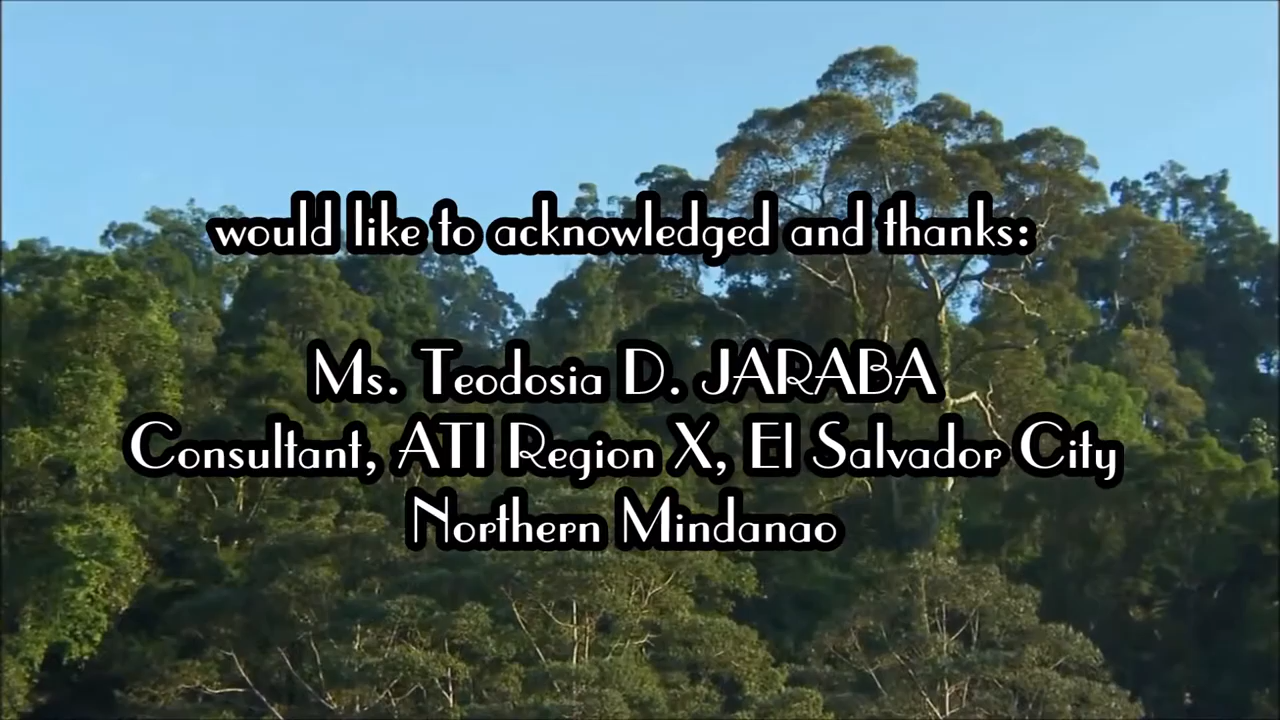 would like to acknowledged and thanks:
Ms. Teodosia D. JARABA
Consultant, ATI Region X, El Salvador City
Northern Mindanao